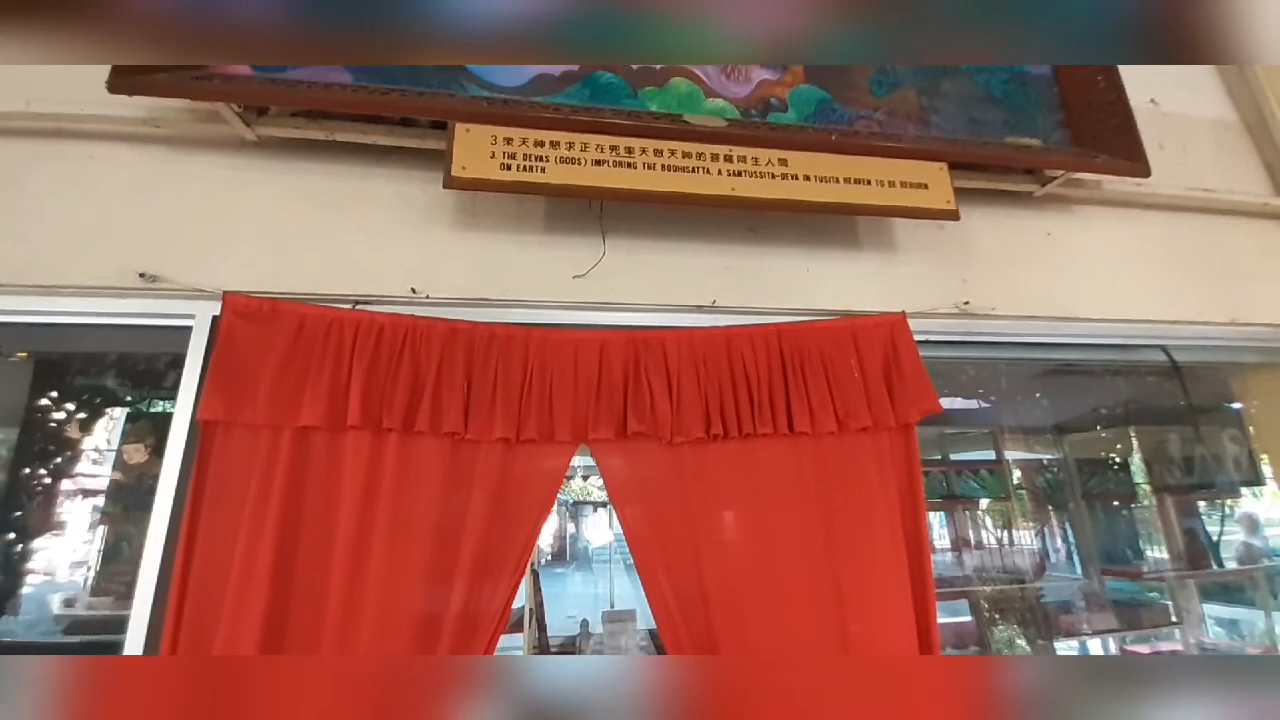 3 衆天神懇求正在兜率天做天神的菩薩降生人間
3. THE DEVAS (GODS) IMPLORING THE BODHISATTA, A SANTUSSITA-DEVA IN TUSITA HEAVEN TO BE REBORN
ON EARTH.